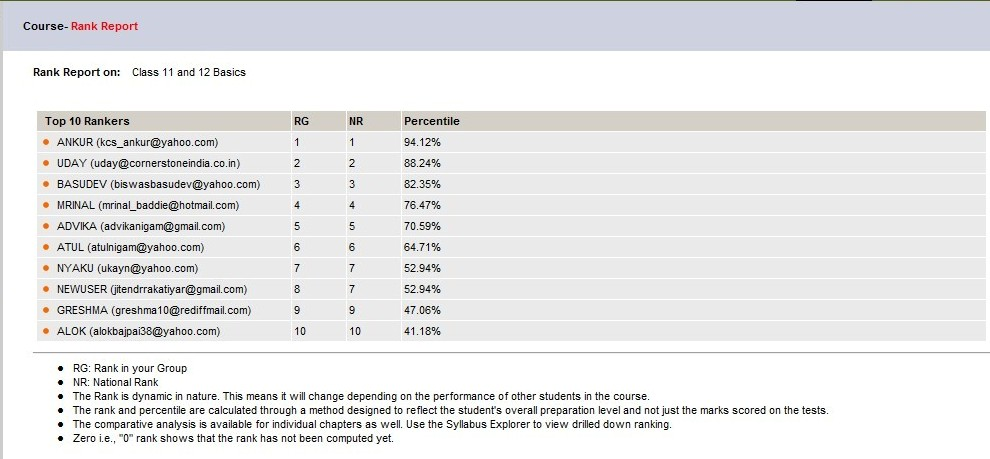 Course- Rank Report
Rank Report on: Class 11 and 12 Basics
Top 10 Rankers RG NR Percentile
ANKUR (kcs_ankur@yahoo.com) 1 1 94.12%
UDAY (uday@cornerstoneindia.co.in) 2 2 88.24%
BASUDEV (biswasbasudev@yahoo.com) 3 3 82.35%
MRINAL (mrinal_baddie@hotmail.com) 4 4 76.47%
ADVIKA (advikanigam@gmail.com) 5 5 70.59%
ATUL (atulnigam@yahoo.com) 6 6 64.71%
NYAKU (ukayn@yahoo.com) 7 7 52.94%
NEWUSER (jitendrrakatiyar@gmail.com) 8 7 52.94%
GRESHMA (greshma10@rediffmail.com) 9 9 47.06%
ALOK (alokbajpai38@yahoo.com) 10 10 41.18%
RG: Rank in your Group
NR: National Rank
The Rank is dynamic in nature. This means it will change depending on the performance of other students in the course.
The rank and percentile are calculated through a method designed to reflect the student's overall preparation level and not just the marks scored on the tests.
The comparative analysis is available for individual chapters as well. Use the Syllabus Explorer to view drilled down ranking.
Zero i.e., "0" rank shows that the rank has not been computed yet.